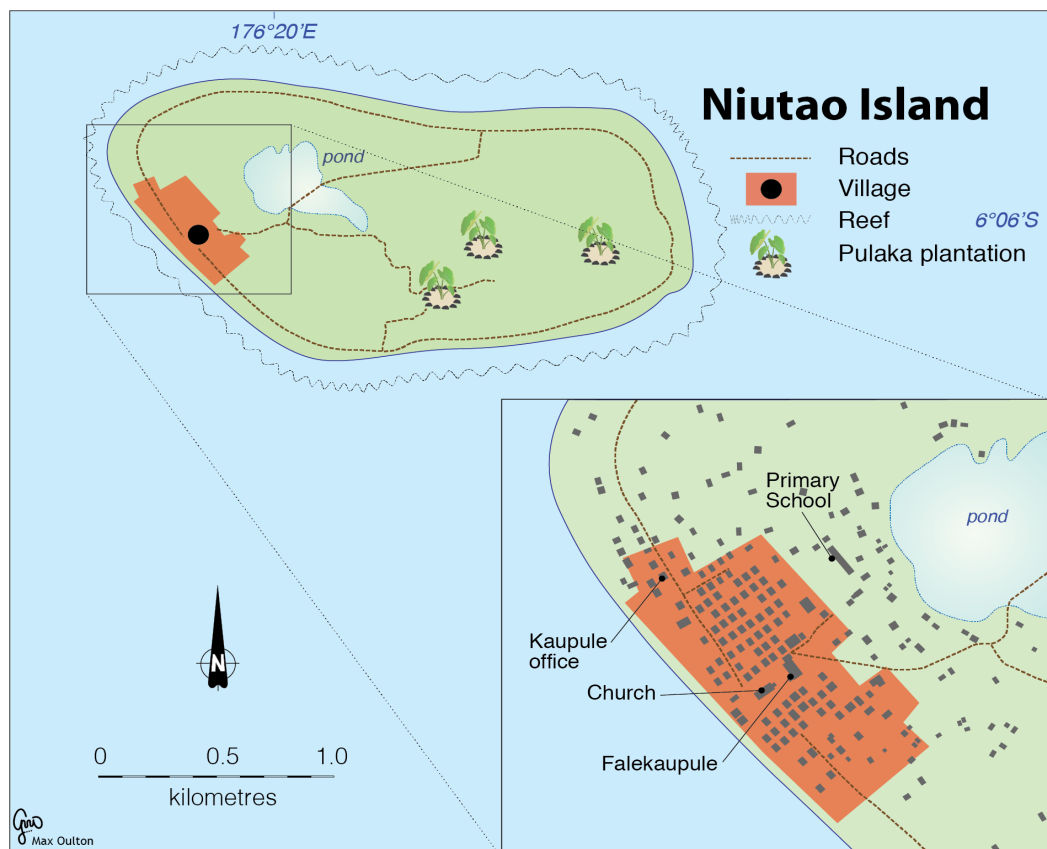 176°20'E
Niutao Island
Roads
Village
Reef
6°06'S
Pulaka plantation
pond
Primary
School
pond
Kaupule
office
Church
Falekaupule
N
0 0.5 1.0
kilometres
Max Oulton